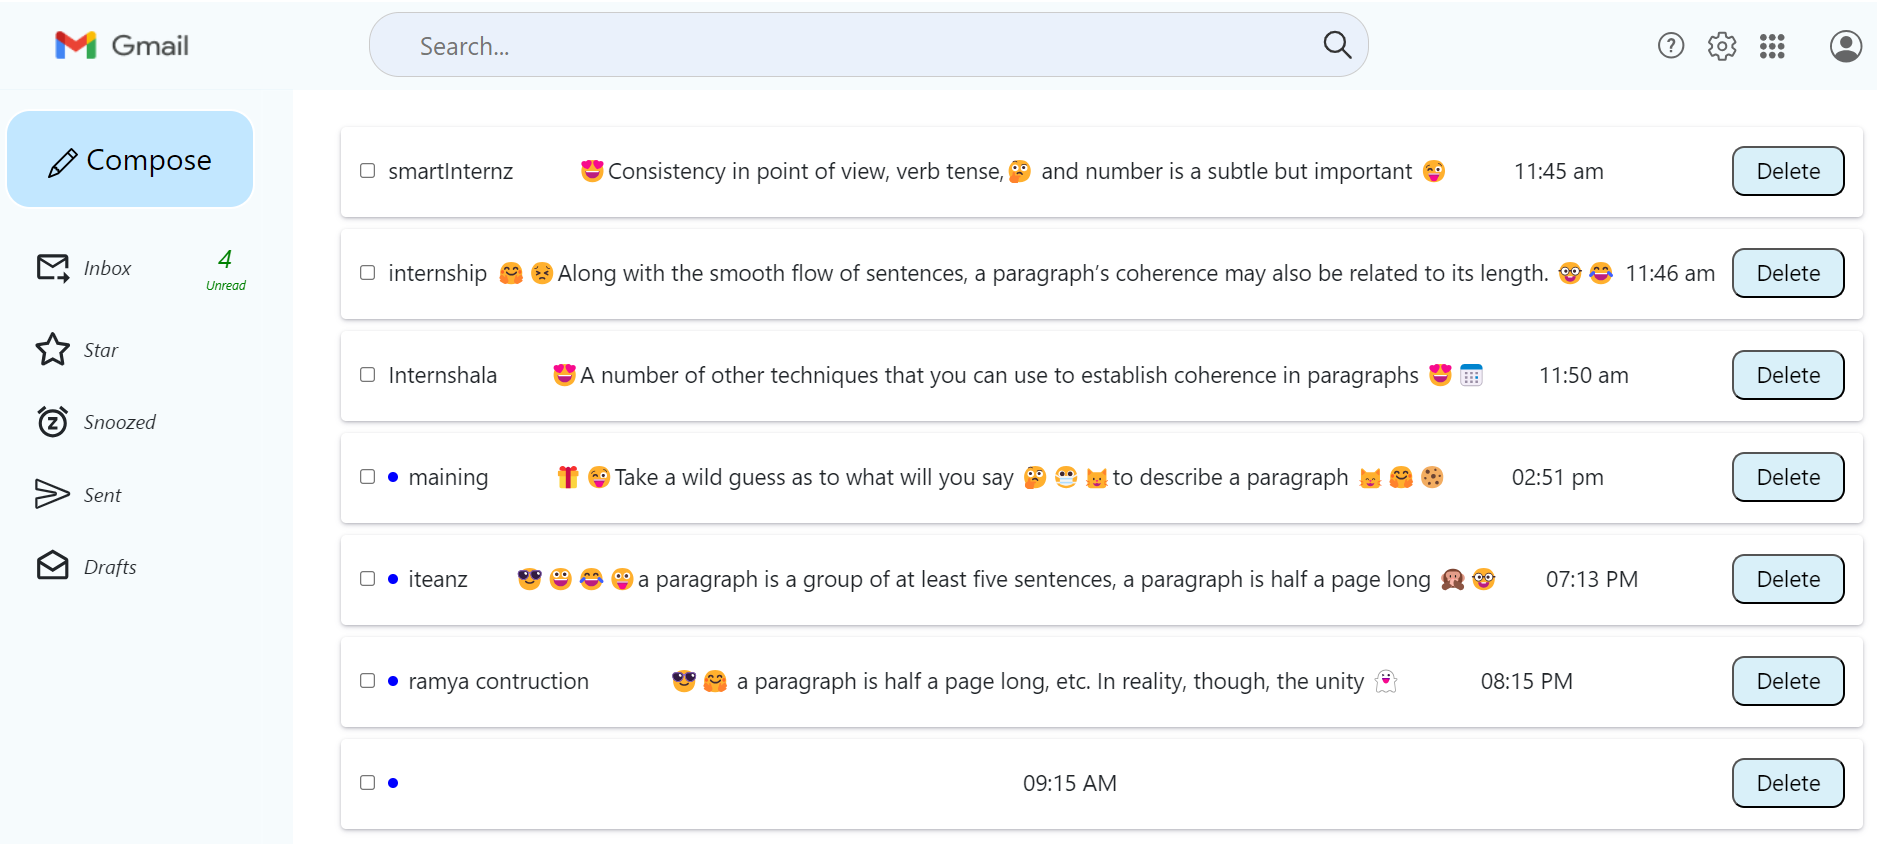 Gmail
Search...
Compose
Inbox
4
Unread
Star
Snoozed
Sent
Drafts
smartInternz 😍Consistency in point of view, verb tense,🤔 and number is a subtle but important 😜 11:45 am Delete
internship 🤗 😣Along with the smooth flow of sentences, a paragraph’s coherence may also be related to its length. 🤓 😂 11:46 am Delete
Internshala 😍A number of other techniques that you can use to establish coherence in paragraphs 😍 📅 11:50 am Delete
maining 🎁 😜Take a wild guess as to what will you say 🤔 😷 😼to describe a paragraph 😸 🤗 🍪 02:51 pm Delete
iteanz 😎 😀 😂 😛a paragraph is a group of at least five sentences, a paragraph is half a page long 🙊 🤓 07:13 PM Delete
ramya contruction 😎 🤗 a paragraph is half a page long, etc. In reality, though, the unity 👻 08:15 PM Delete
09:15 AM Delete